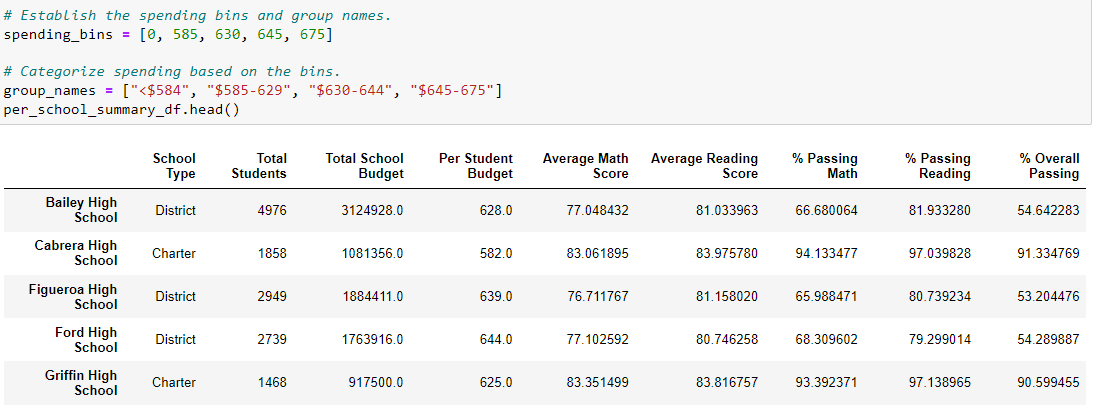 # Establish the spending bins and group names.
spending_bins = [0, 585, 630, 645, 675]
# Categorize spending based on the bins.
group_names = ["<$584", "$585-629", "$630-644", "$645-675"]
per_school_summary_df.head()
School Type Total Students Total School Budget Per Student Budget Average Math Score Average Reading Score % Passing Math % Passing Reading % Overall Passing
Bailey High School District 4976 3124928.0 628.0 77.048432 81.033963 66.680064 81.933280 54.642283
Cabrera High School Charter 1858 1081356.0 582.0 83.061895 83.975780 94.133477 97.039828 91.334769
Figueroa High School District 2949 1884411.0 639.0 76.711767 81.158020 65.988471 80.739234 53.204476
Ford High School District 2739 1763916.0 644.0 77.102592 80.746258 68.309602 79.299014 54.289887
Griffin High School Charter 1468 917500.0 625.0 83.351499 83.816757 93.392371 97.138965 90.599455